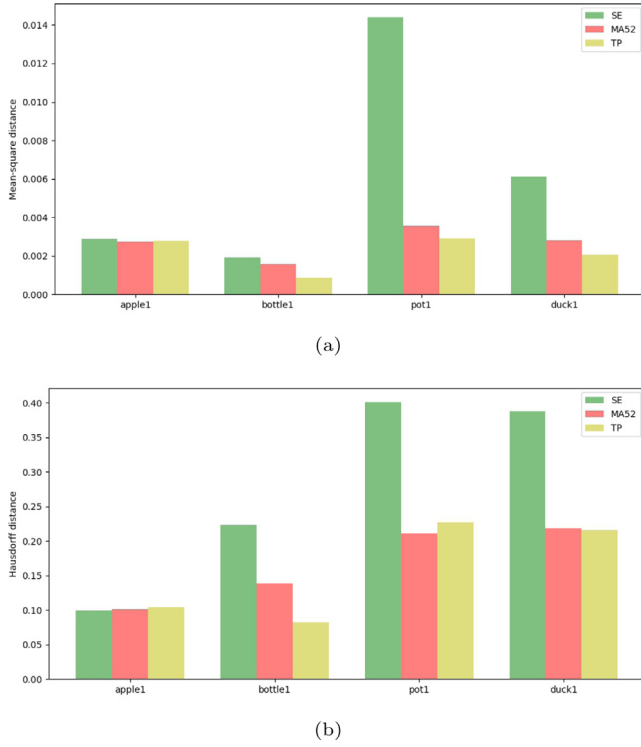 0.014
0.012
0.010
0.008
0.006
0.004
0.002
0.000
Mean-square distance
SE
MA52
TP
apple1 bottle1 pot1 duck1
(a)
0.40
0.35
0.30
0.25
0.20
0.15
0.10
0.05
0.00
Hausdorff distance
SE
MA52
TP
apple1 bottle1 pot1 duck1
(b)